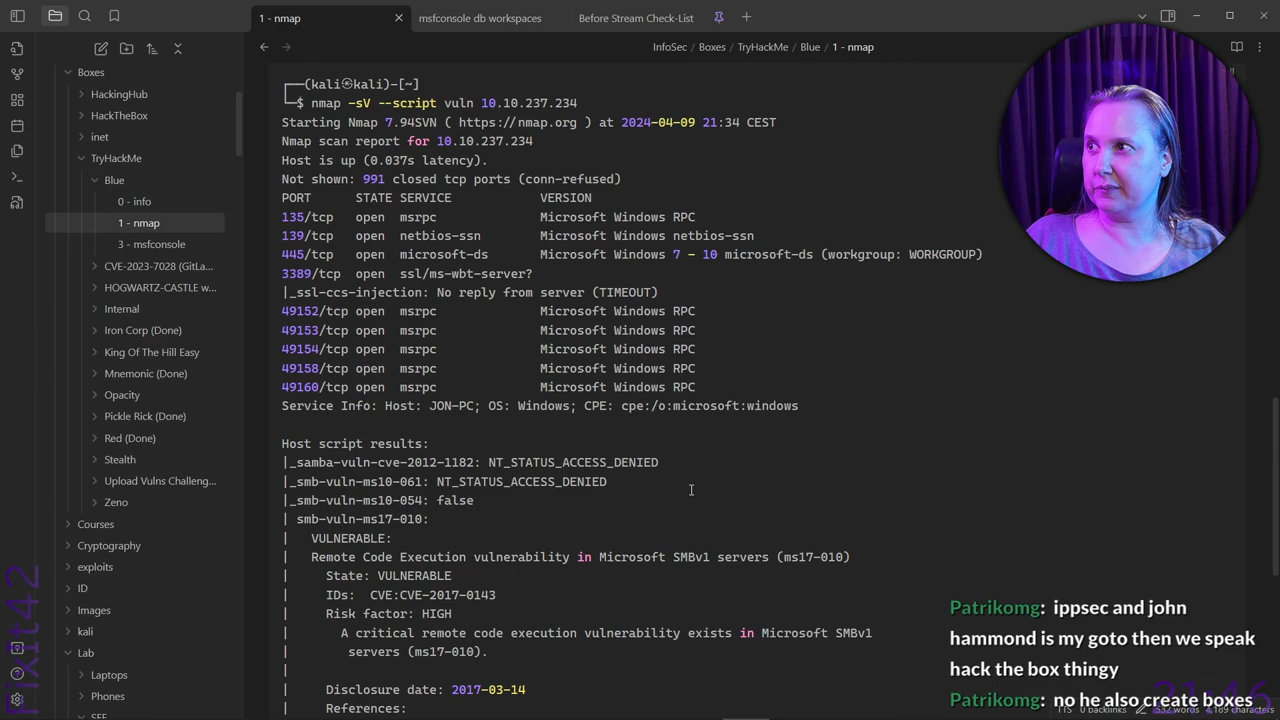 1 - nmap
msfconsole db workspaces
Before Stream Check-List
InfoSec > Boxes > TryHackMe > Blue > 1 - nmap
Boxes
HackingHub
HackTheBox
inet
TryHackMe
Blue
0 - info
1 - nmap
3 - msfconsole
CVE-2023-7028 (GitLa...
HOGWARTZ-CASTLE w...
Internal
Iron Corp (Done)
King Of The Hill Easy
Mnemonic (Done)
Opacity
Pickle Rick (Done)
Red (Done)
Stealth
Upload Vulns Challeng...
Zeno
Courses
Cryptography
exploits
ID
Images
kali
Lab
Laptops
Phones
Fixit42
┌──(kali㉿kali)-[~]
└─$ nmap -sV --script vuln 10.10.237.234
Starting Nmap 7.94SVN ( https://nmap.org ) at 2024-04-09 21:34 CEST
Nmap scan report for 10.10.237.234
Host is up (0.037s latency).
Not shown: 991 closed tcp ports (conn-refused)
PORT STATE SERVICE VERSION
135/tcp open msrpc Microsoft Windows RPC
139/tcp open netbios-ssn Microsoft Windows netbios-ssn
445/tcp open microsoft-ds Microsoft Windows 7 - 10 microsoft-ds (workgroup: WORKGROUP)
3389/tcp open ssl/ms-wbt-server?
|_ssl-ccs-injection: No reply from server (TIMEOUT)
49152/tcp open msrpc Microsoft Windows RPC
49153/tcp open msrpc Microsoft Windows RPC
49154/tcp open msrpc Microsoft Windows RPC
49158/tcp open msrpc Microsoft Windows RPC
49160/tcp open msrpc Microsoft Windows RPC
Service Info: Host: JON-PC; OS: Windows; CPE: cpe:/o:microsoft:windows
Host script results:
|_samba-vuln-cve-2012-1182: NT_STATUS_ACCESS_DENIED
|_smb-vuln-ms10-061: NT_STATUS_ACCESS_DENIED
|_smb-vuln-ms10-054: false
| smb-vuln-ms17-010:
| VULNERABLE:
| Remote Code Execution vulnerability in Microsoft SMBv1 servers (ms17-010)
| State: VULNERABLE
| IDs: CVE:CVE-2017-0143
| Risk factor: HIGH
| A critical remote code execution vulnerability exists in Microsoft SMBv1
| servers (ms17-010).
|
| Disclosure date: 2017-03-14
| References:
Patrikomg: ippsec and john
hammond is my goto then we speak
hack the box thingy
Patrikomg: no he also create boxes
TTS 0 backlinks 532 words 4,189 characters